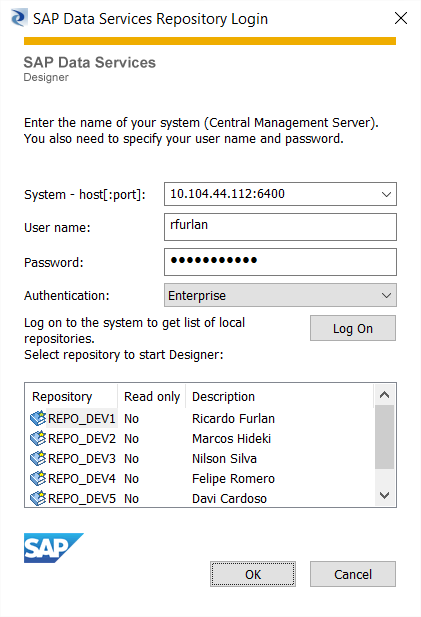 SAP Data Services Repository Login
SAP Data Services
Designer
Enter the name of your system (Central Management Server).
You also need to specify your user name and password.
System - host[:port]: 10.104.44.112:6400
User name: rfurlan
Password: ●●●●●●●●●●●
Authentication: Enterprise
Log on to the system to get list of local
repositories.
Log On
Select repository to start Designer:
Repository Read only Description
REPO_DEV1 No Ricardo Furlan
REPO_DEV2 No Marcos Hideki
REPO_DEV3 No Nilson Silva
REPO_DEV4 No Felipe Romero
REPO_DEV5 No Davi Cardoso
SAP
OK Cancel